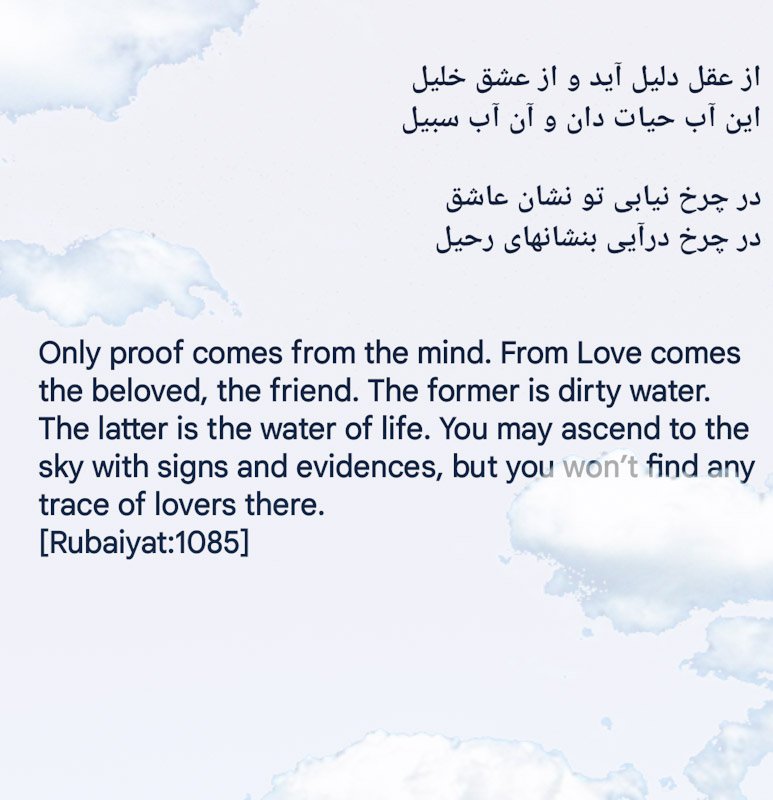 از عقل دلیل آید و از عشق خلیل
این آب حیات دان و آن آب سبیل
در چرخ نیابی تو نشان عاشق
در چرخ درآیی بنشانهای رحیل
Only proof comes from the mind. From Love comes
the beloved, the friend. The former is dirty water.
The latter is the water of life. You may ascend to the
sky with signs and evidences, but you won't find any
trace of lovers there.
[Rubaiyat:1085]